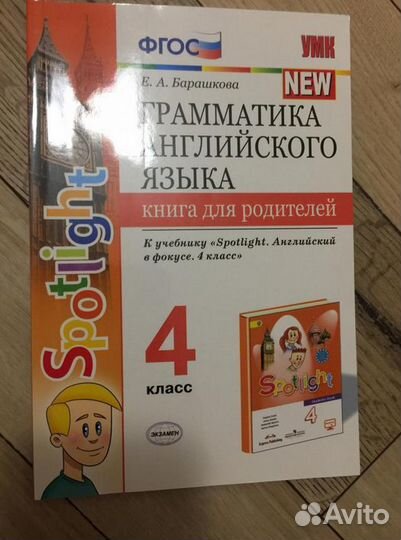 ФГОС
УМК
NEW
Е. А. Барашкова
ГРАММАТИКА
АНГЛИЙСКОГО
ЯЗЫКА
книга для родителей
К учебнику «Spotlight. Английский
в фокусе. 4 класс»
Spotlight
4
класс
ЭКЗАМЕН
Spotlight
4
Avito